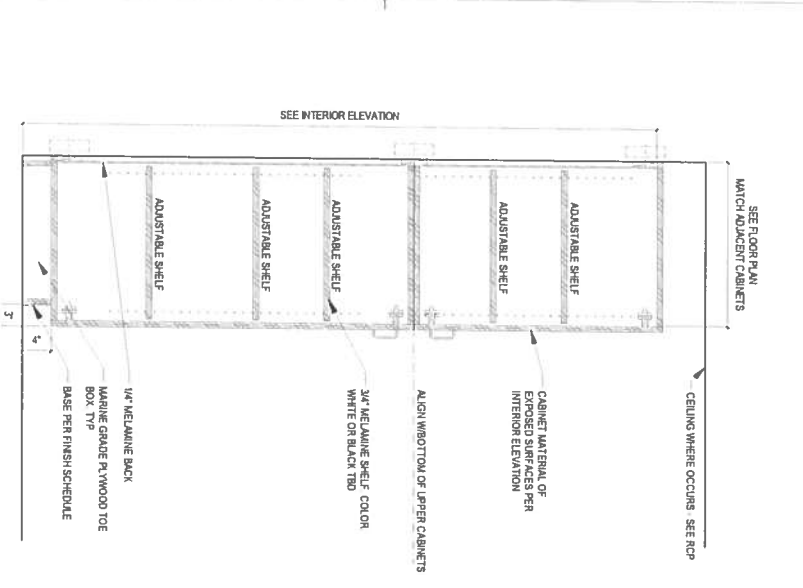 CEILING WHERE OCCURS - SEE RCP
SEE FLOOR PLAN
MATCH ADJACENT CABINETS
CABINET MATERIAL OF
EXPOSED SURFACES PER
INTERIOR ELEVATION
ADJUSTABLE SHELF
ADJUSTABLE SHELF
ALIGN W/BOTTOM OF UPPER CABINETS
SEE INTERIOR ELEVATION
ADJUSTABLE SHELF
ADJUSTABLE SHELF
ADJUSTABLE SHELF
3/4" MELAMINE SHELF COLOR
WHITE OR BLACK TBD
1/4" MELAMINE BACK
MARINE GRADE PLYWOOD TOE
BOX TYP
BASE PER FINISH SCHEDULE
4"
3"